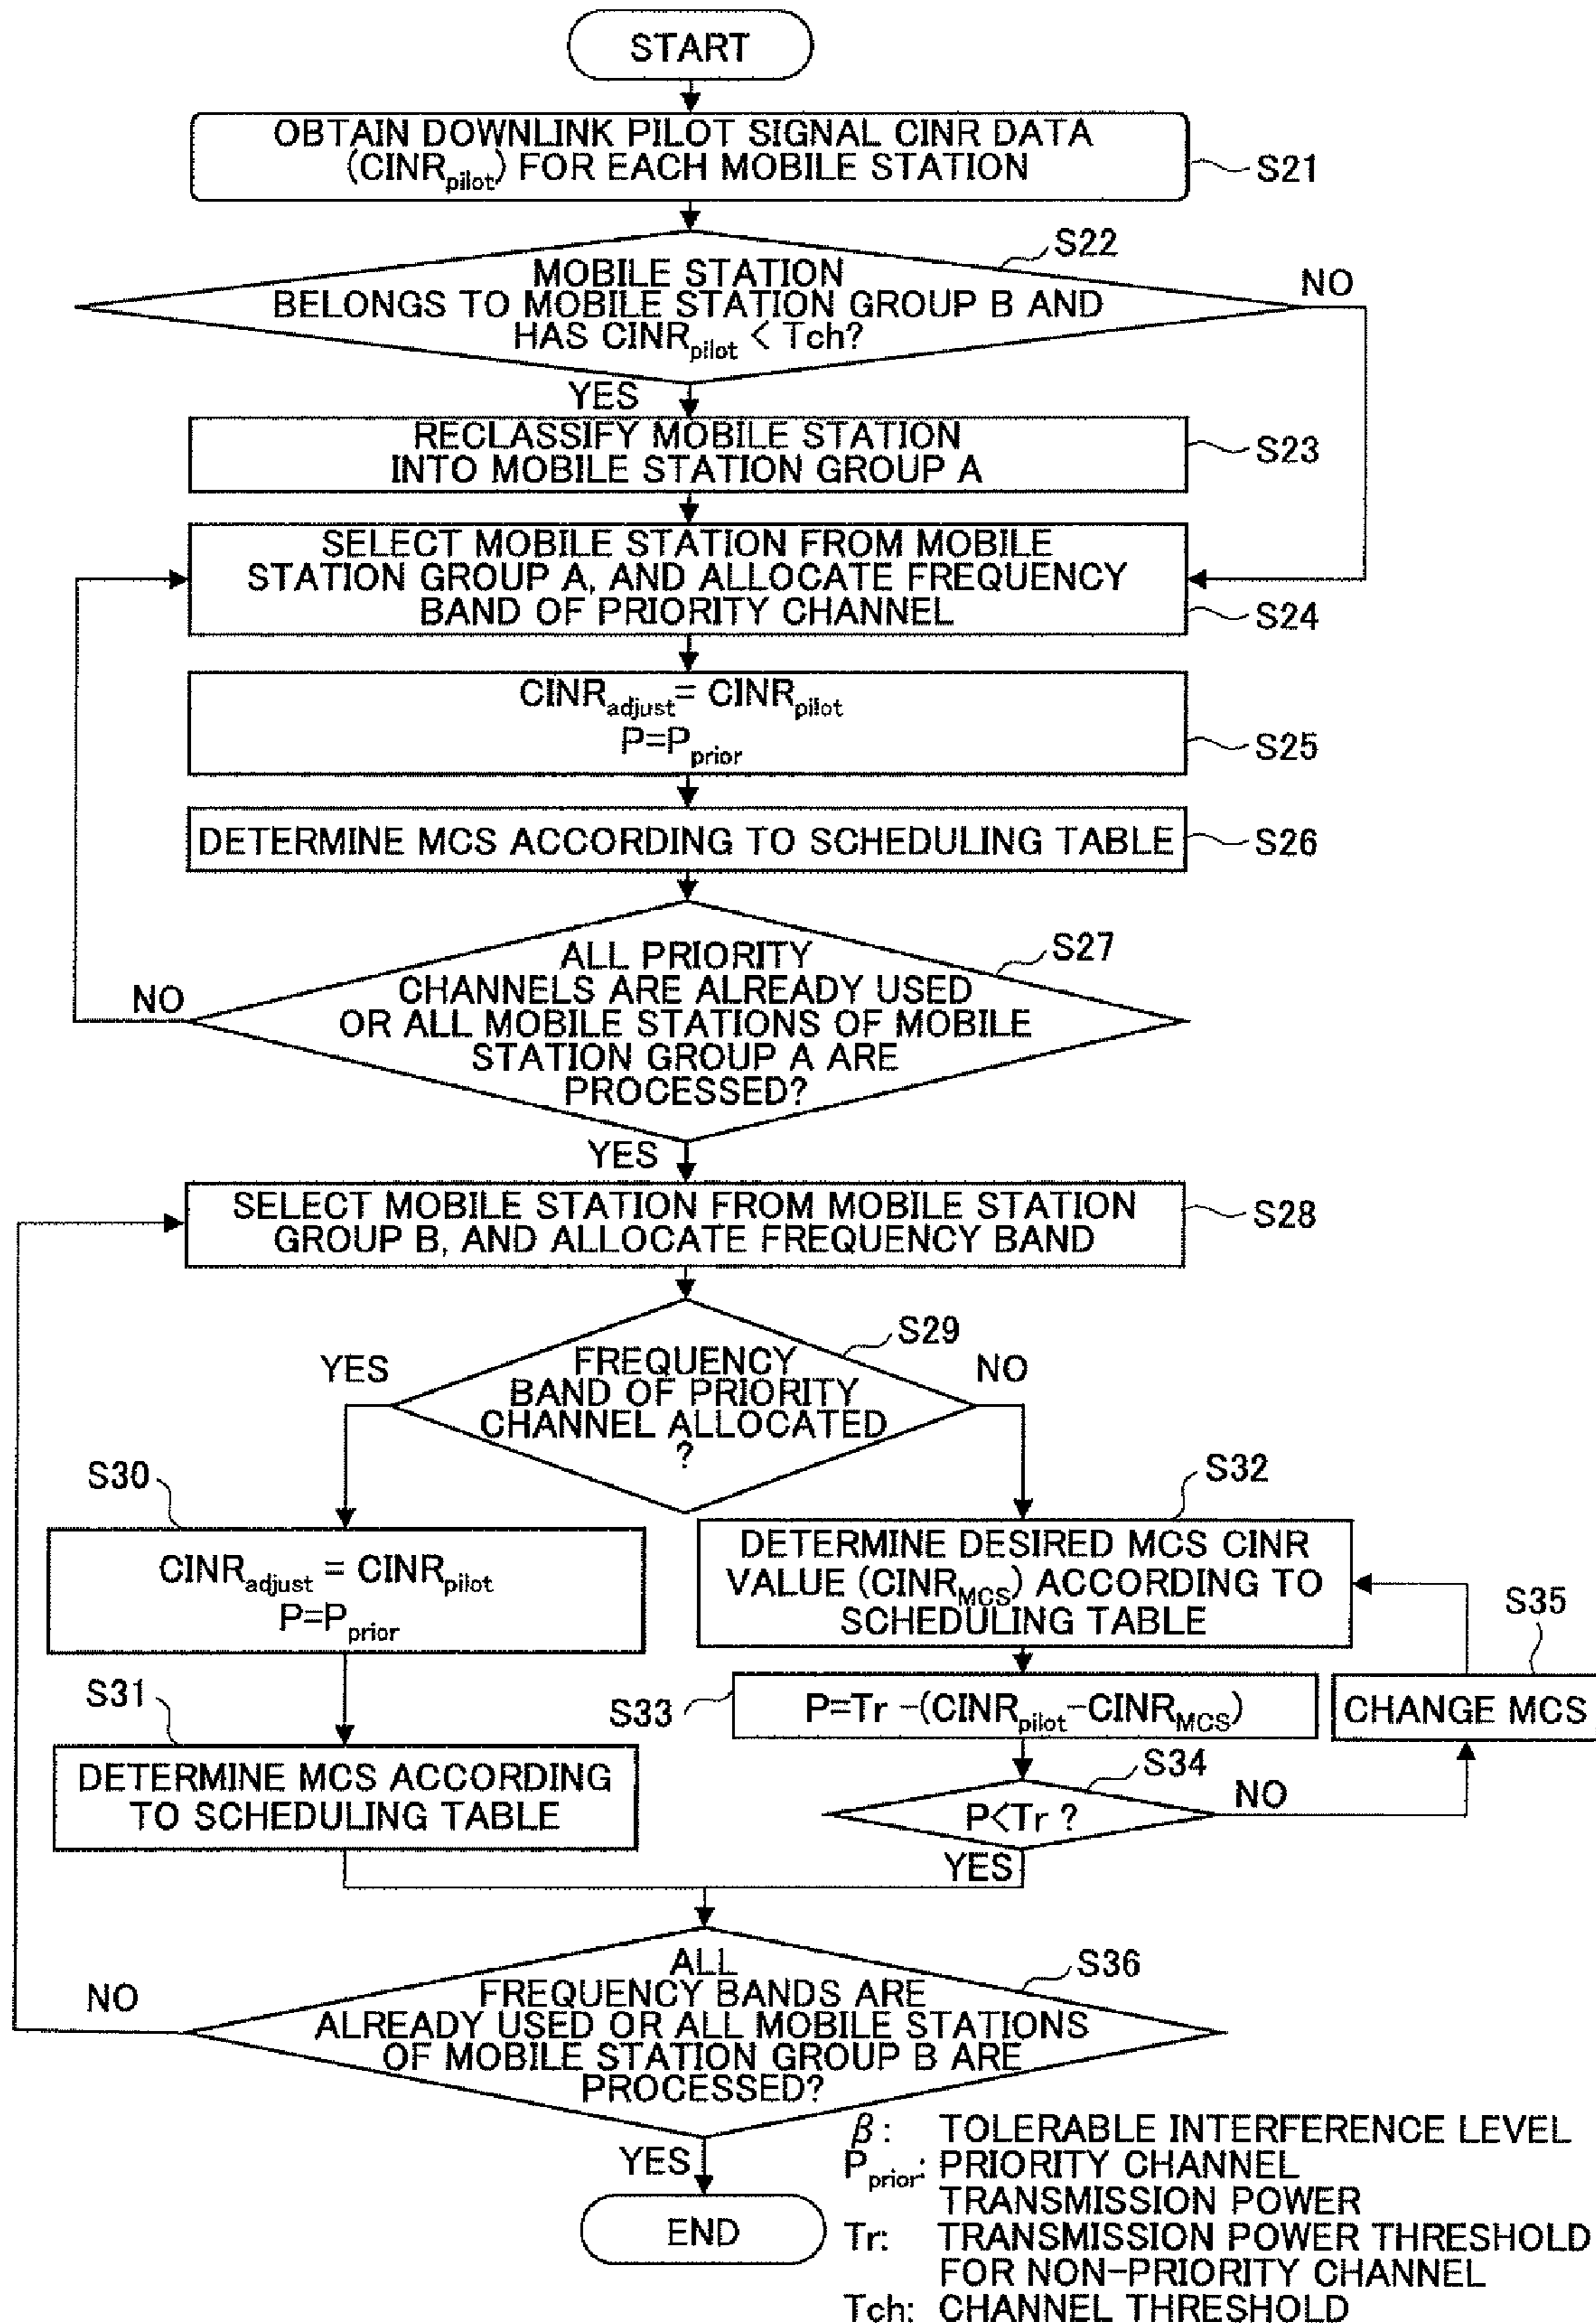 START
OBTAIN DOWNLINK PILOT SIGNAL CINR DATA
(CINRpilot) FOR EACH MOBILE STATION
S21
S22
MOBILE STATION
BELONGS TO MOBILE STATION GROUP B AND
HAS CINRpilot < Tch?
NO
YES
RECLASSIFY MOBILE STATION
INTO MOBILE STATION GROUP A
S23
SELECT MOBILE STATION FROM MOBILE
STATION GROUP A, AND ALLOCATE FREQUENCY
BAND OF PRIORITY CHANNEL
S24
CINRadjust= CINRpilot
P=Pprior
S25
DETERMINE MCS ACCORDING TO SCHEDULING TABLE
S26
S27
ALL PRIORITY
CHANNELS ARE ALREADY USED
OR ALL MOBILE STATIONS OF MOBILE
STATION GROUP A ARE
PROCESSED?
NO
YES
SELECT MOBILE STATION FROM MOBILE STATION
GROUP B, AND ALLOCATE FREQUENCY BAND
S28
S29
FREQUENCY
BAND OF PRIORITY
CHANNEL ALLOCATED
?
YES
NO
S30
CINRadjust = CINRpilot
P=Pprior
S31
DETERMINE MCS ACCORDING
TO SCHEDULING TABLE
S32
DETERMINE DESIRED MCS CINR
VALUE (CINRMCS) ACCORDING TO
SCHEDULING TABLE
S33
P=Tr -(CINRpilot-CINRMCS)
S35
CHANGE MCS
S34
P<Tr ?
NO
YES
S36
ALL
FREQUENCY BANDS ARE
ALREADY USED OR ALL MOBILE STATIONS
OF MOBILE STATION GROUP B ARE
PROCESSED?
NO
YES
END
β: TOLERABLE INTERFERENCE LEVEL
Pprior: PRIORITY CHANNEL
TRANSMISSION POWER
Tr: TRANSMISSION POWER THRESHOLD
FOR NON-PRIORITY CHANNEL
Tch: CHANNEL THRESHOLD